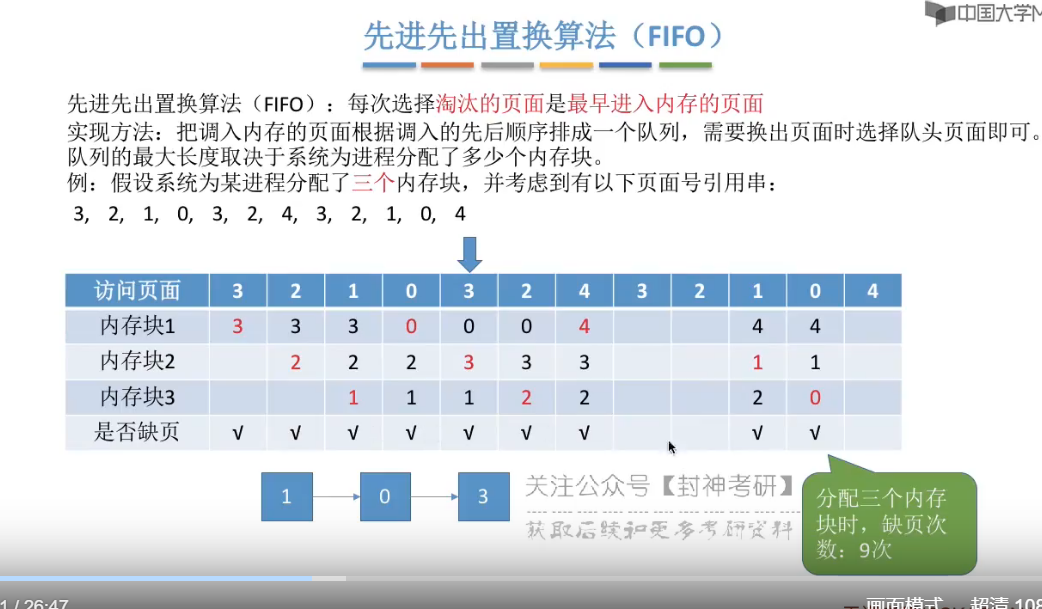 中国大学M
先进先出置换算法（FIFO）
先进先出置换算法（FIFO）：每次选择淘汰的页面是最早进入内存的页面
实现方法：把调入内存的页面根据调入的先后顺序排成一个队列，需要换出页面时选择队头页面即可。
队列的最大长度取决于系统为进程分配了多少个内存块。
例：假设系统为某进程分配了三个内存块，并考虑到有以下页面号引用串：
3, 2, 1, 0, 3, 2, 4, 3, 2, 1, 0, 4
访问页面 3 2 1 0 3 2 4 3 2 1 0 4
内存块1 3 3 3 0 0 0 4 4 4
内存块2 2 2 2 3 3 3 1 1
内存块3 1 1 1 2 2 2 0
是否缺页 √ √ √ √ √ √ √ √ √
1 0 3
关注公众号【封神考研】
获取后续和更多考研资料
分配三个内存
块时，缺页次
数：9次
1 / 26:47
画面模式 超清 108